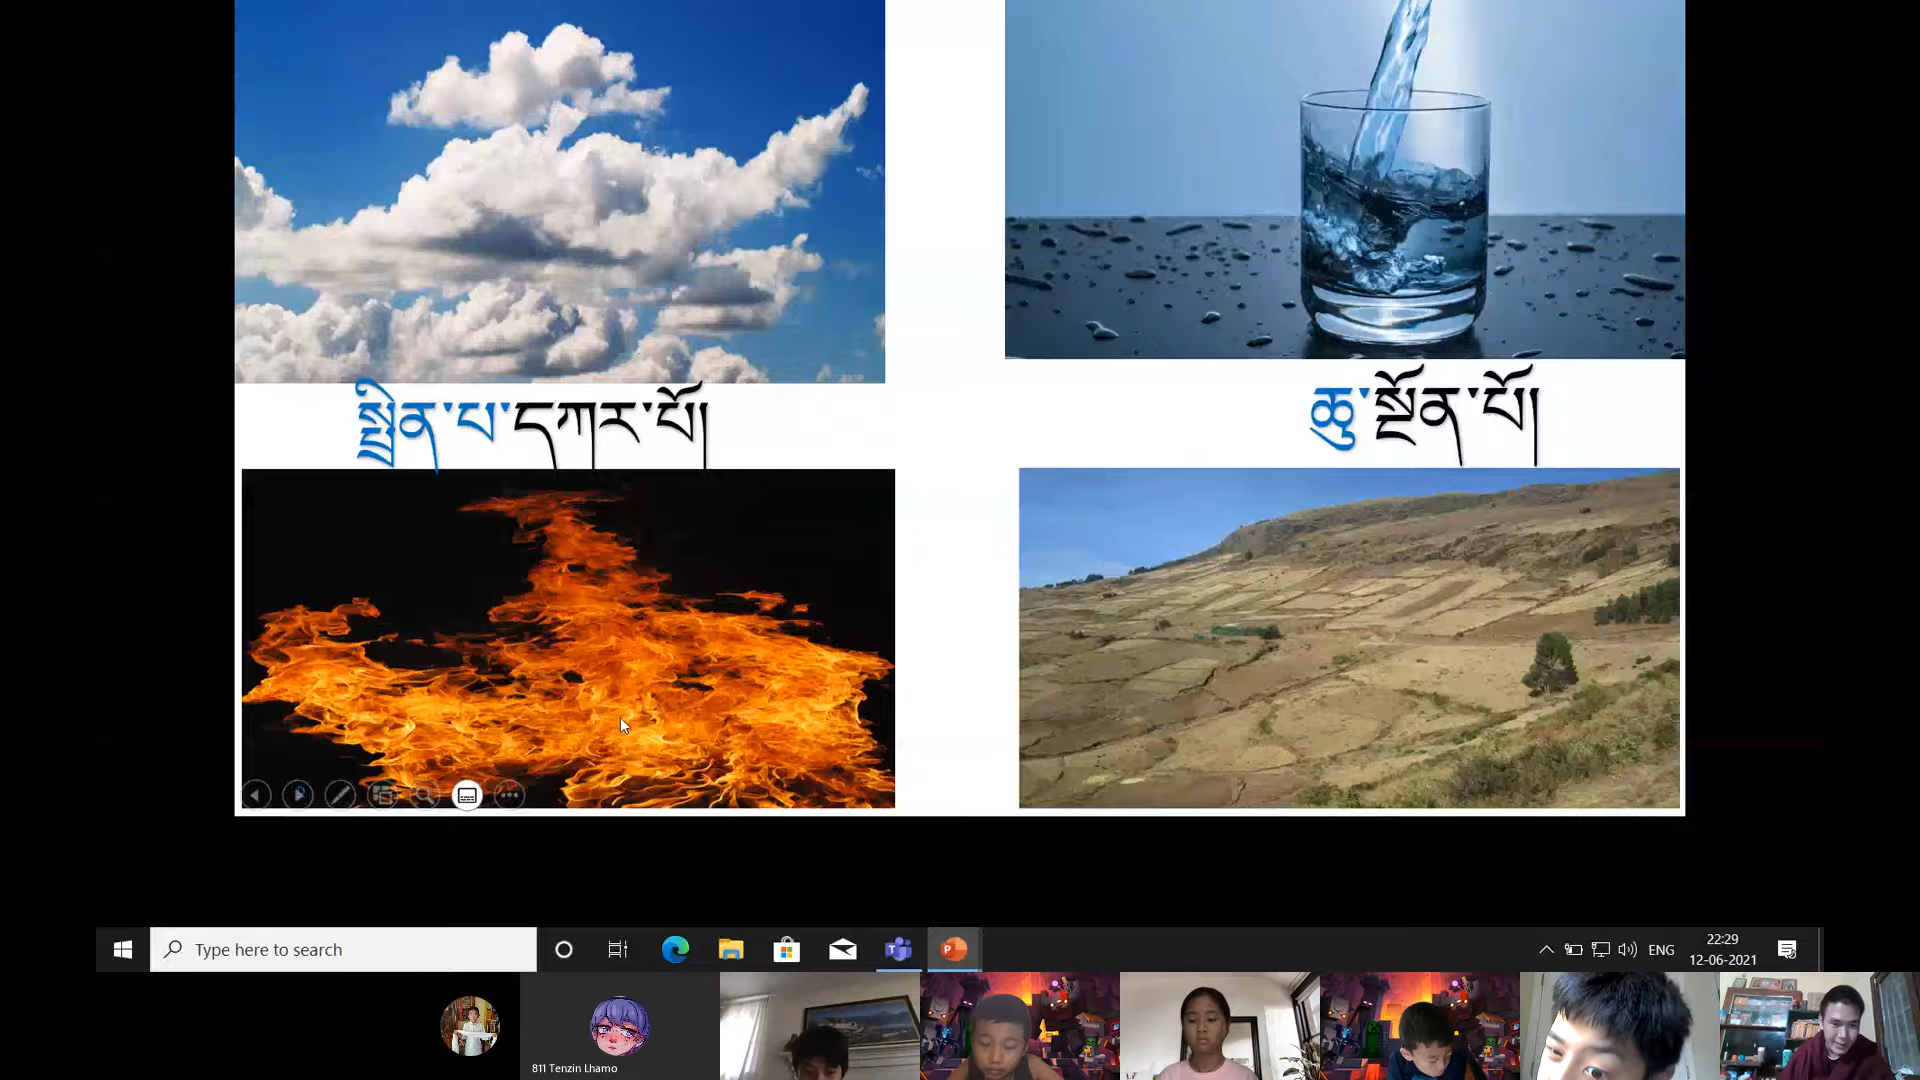 སྤྲིན་པ་དཀར་པོ།
ཆུ་སྔོན་པོ།
Type here to search
ENG
22:29
12-06-2021
811 Tenzin Lhamo